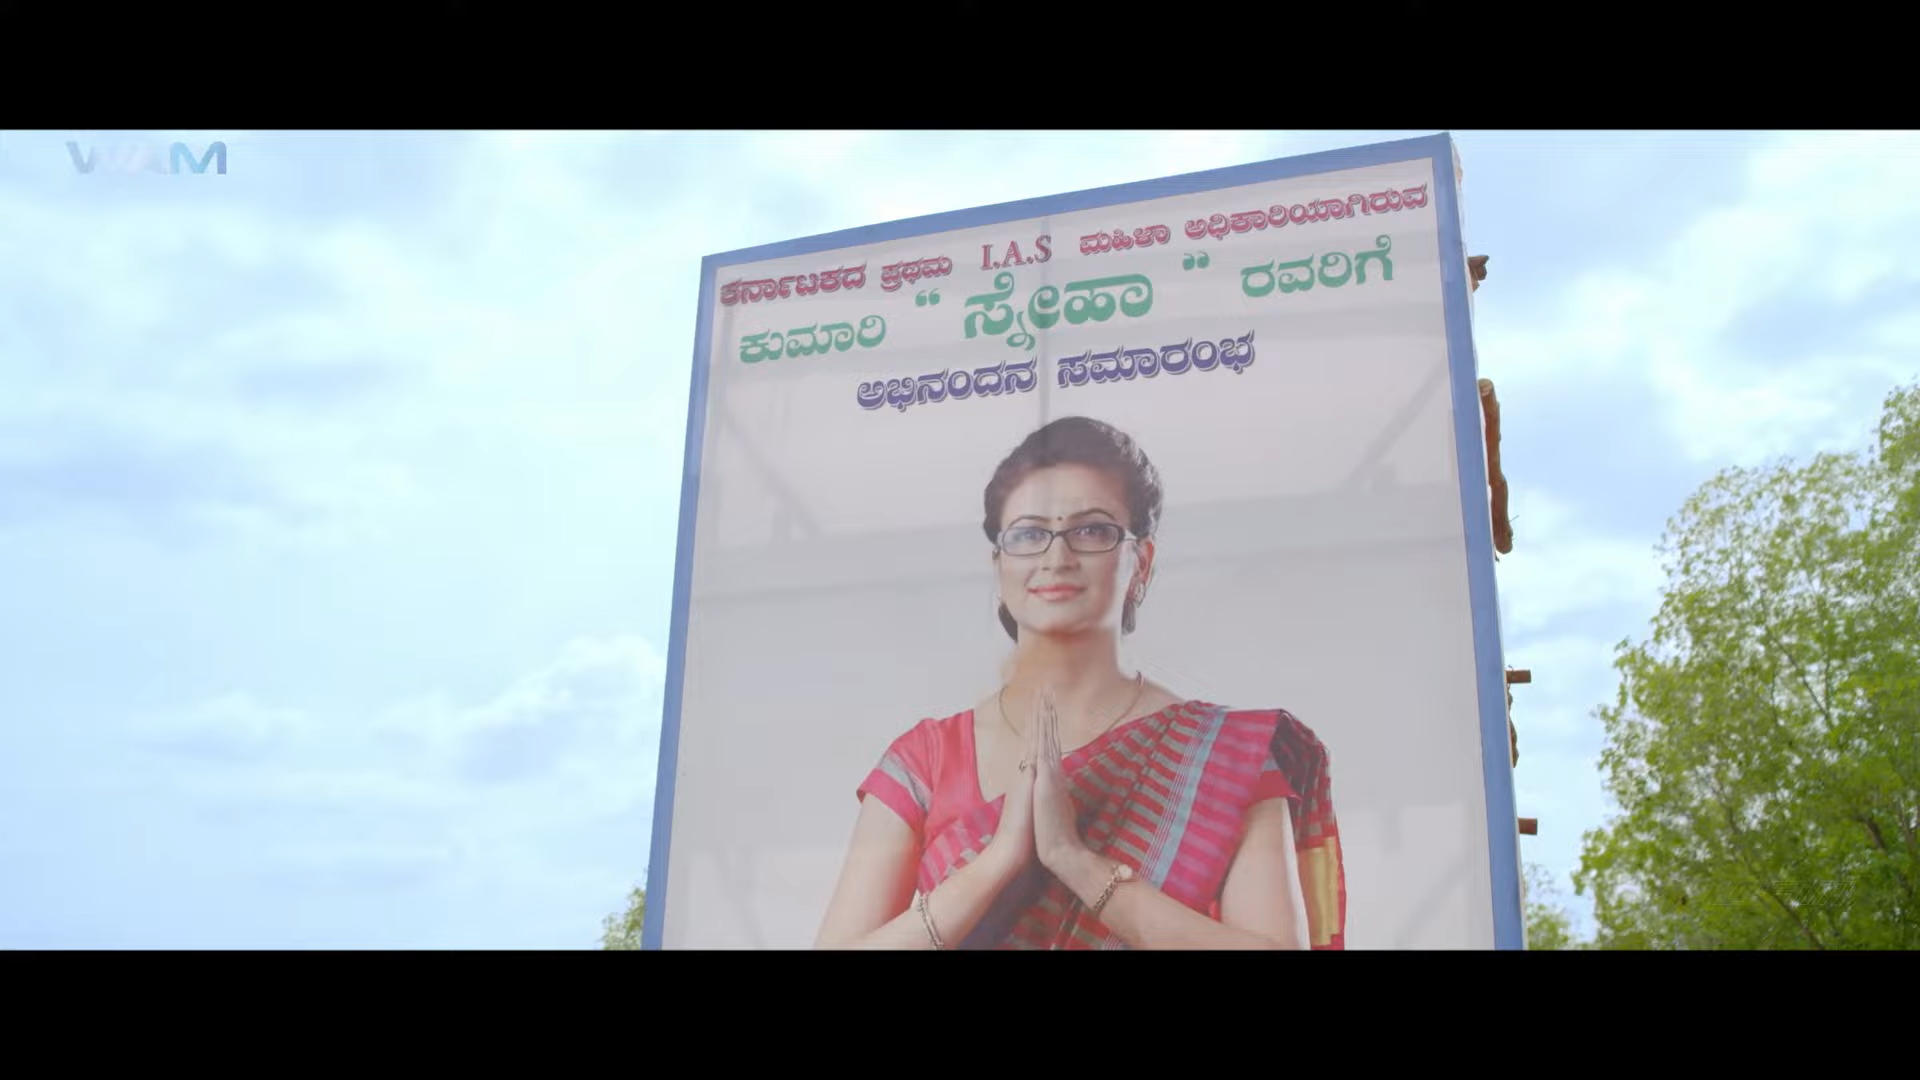 WAM
ಕರ್ನಾಟಕದ ಪ್ರಥಮ I.A.S ಮಹಿಳಾ ಅಧಿಕಾರಿಯಾಗಿರುವ
ಕುಮಾರಿ “ ಸ್ನೇಹಾ ” ರವರಿಗೆ
ಅಭಿನಂದನ ಸಮಾರಂಭ